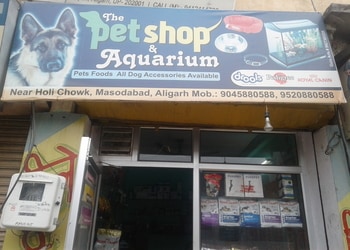 The
Pet shop
&
Aquarium
Pets Foods All Dog Accessories Available
drools
Pedigree
ROYAL CANIN
Near Holi Chowk, Masodabad, Aligarh Mob.: 9045880588, 9520880588